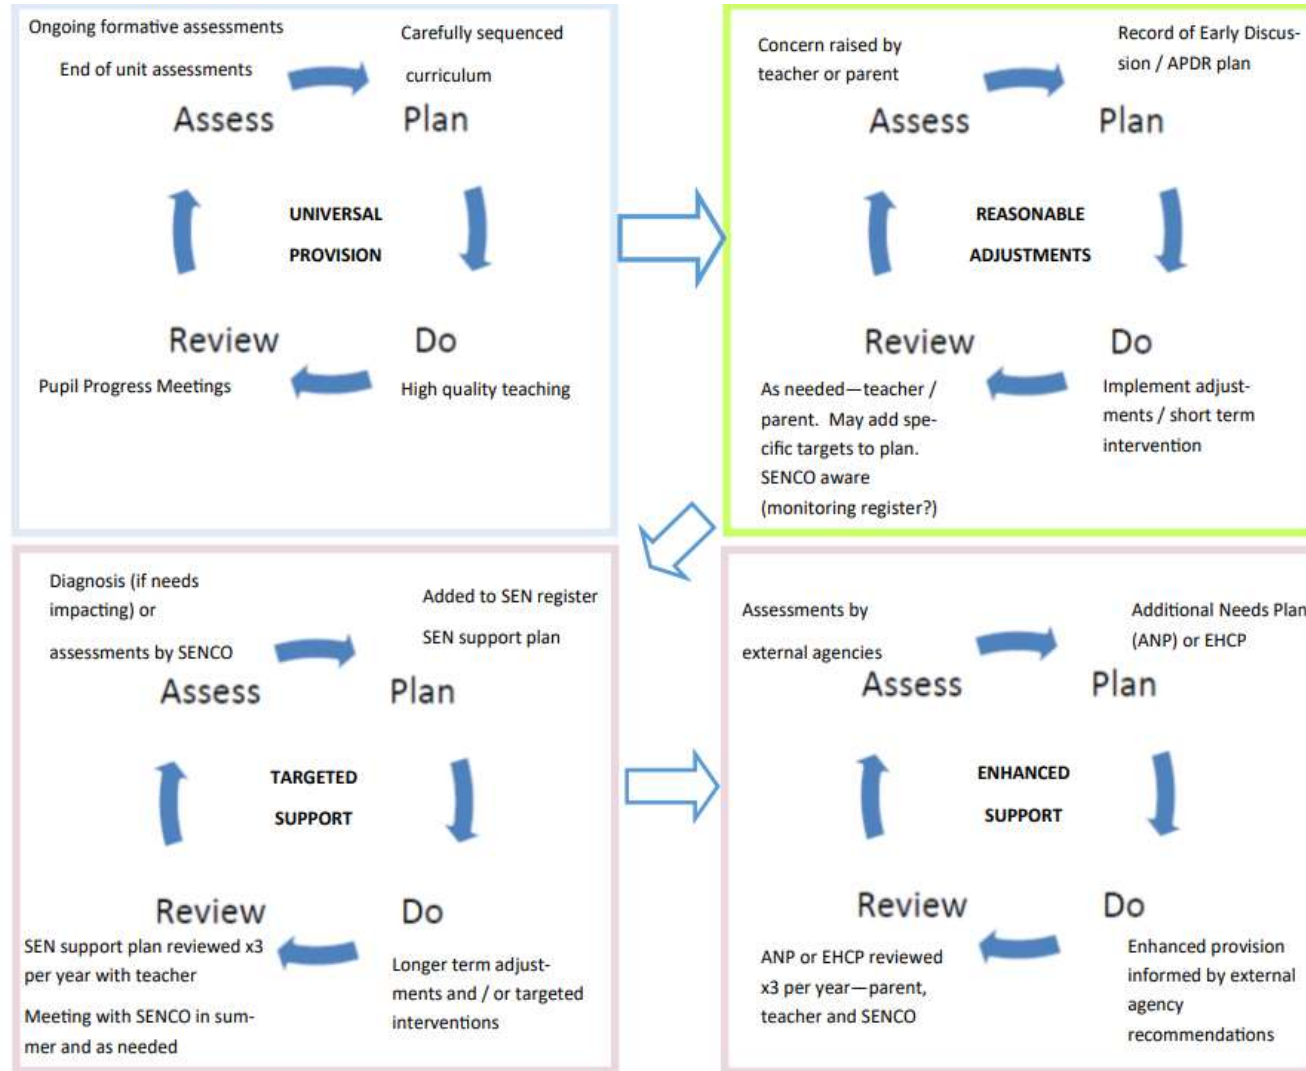 Ongoing formative assessments
End of unit assessments
Carefully sequenced
curriculum
Assess
Plan
UNIVERSAL
PROVISION
Review
Do
Pupil Progress Meetings
High quality teaching
Concern raised by
teacher or parent
Record of Early Discus-
sion / APDR plan
Assess
Plan
REASONABLE
ADJUSTMENTS
Review
Do
As needed—teacher /
parent. May add spe-
cific targets to plan.
SENCO aware
(monitoring register?)
Implement adjust-
ments / short term
intervention
Diagnosis (if needs
impacting) or
assessments by SENCO
Added to SEN register
SEN support plan
Assess
Plan
TARGETED
SUPPORT
Review
Do
SEN support plan reviewed x3
per year with teacher
Meeting with SENCO in sum-
mer and as needed
Longer term adjust-
ments and / or targeted
interventions
Assessments by
external agencies
Additional Needs Plan
(ANP) or EHCP
Assess
Plan
ENHANCED
SUPPORT
Review
Do
ANP or EHCP reviewed
x3 per year—parent,
teacher and SENCO
Enhanced provision
informed by external
agency
recommendations